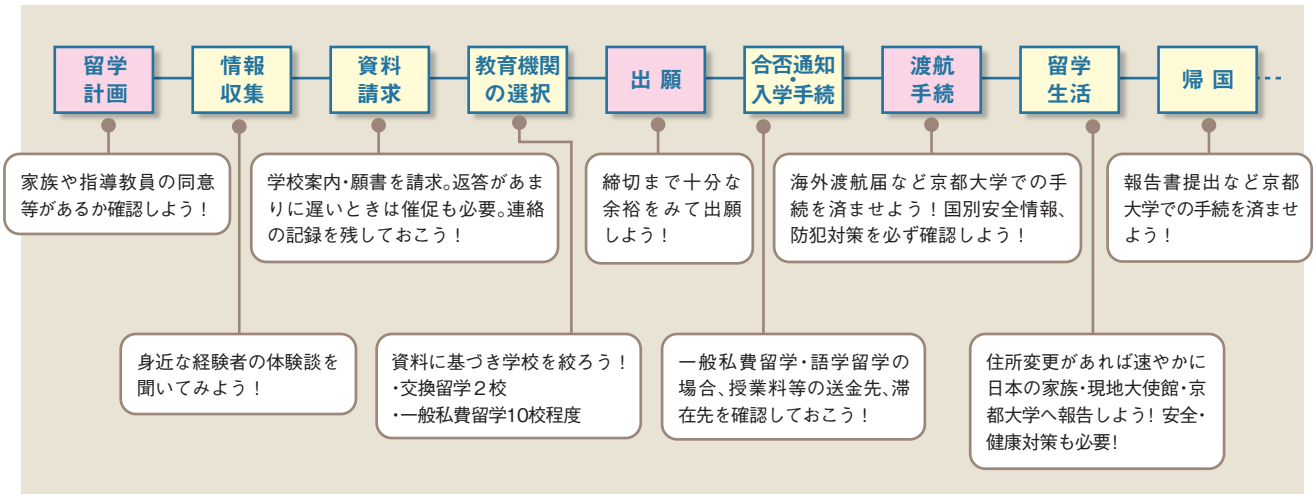 留学
計画
情報
収集
資料
請求
教育機関
の選択
出願
合否通知
・
入学手続
渡航
手続
留学
生活
帰国
家族や指導教員の同意
等があるか確認しよう！
学校案内・願書を請求。返答があま
りに遅いときは催促も必要。連絡
の記録を残しておこう！
締切まで十分な
余裕をみて出願
しよう！
海外渡航届など京都大学での手
続を済ませよう！国別安全情報、
防犯対策を必ず確認しよう！
報告書提出など京都
大学での手続を済ませ
よう！
身近な経験者の体験談を
聞いてみよう！
資料に基づき学校を絞ろう！
・交換留学２校
・一般私費留学10校程度
一般私費留学・語学留学の
場合、授業料等の送金先、滞
在先を確認しておこう！
住所変更があれば速やかに
日本の家族・現地大使館・京
都大学へ報告しよう！安全・
健康対策も必要！